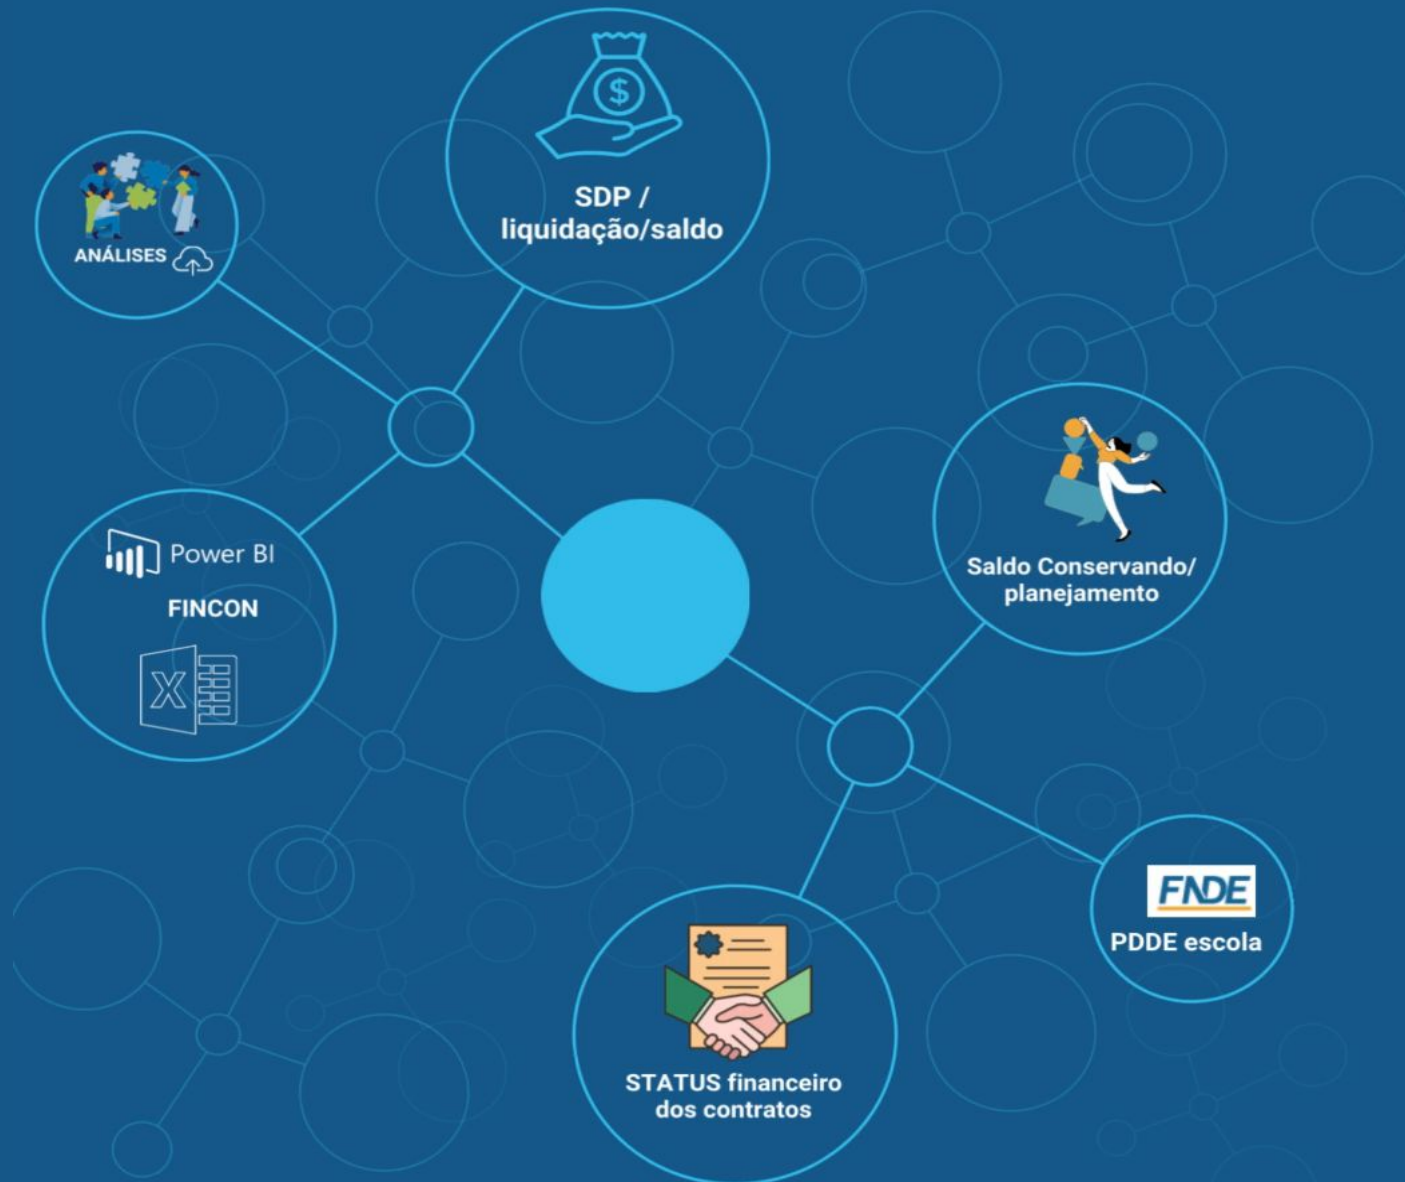 SDP /
liquidação/saldo
ANÁLISES
Power BI
FINCON
X
Saldo Conservando/
planejamento
FNDE
PDDE escola
STATUS financeiro
dos contratos
$